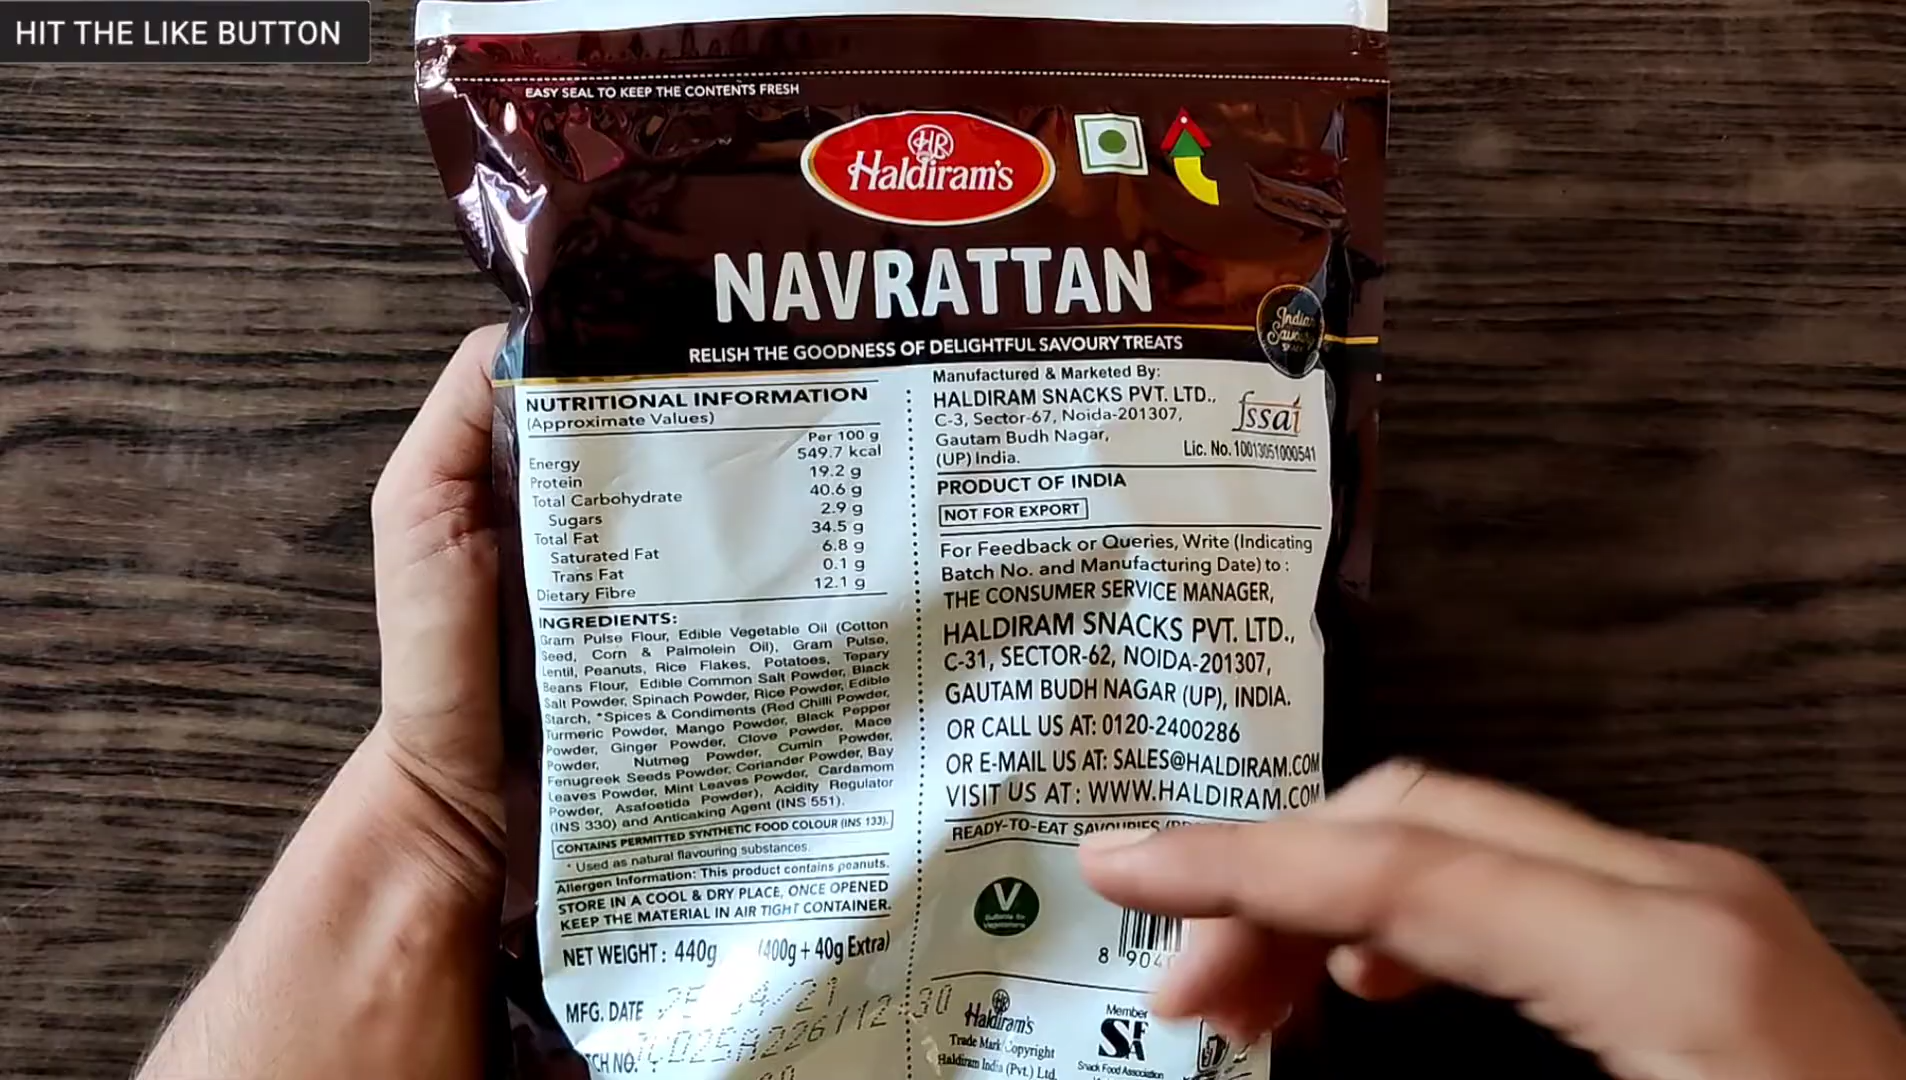 HIT THE LIKE BUTTON
EASY SEAL TO KEEP THE CONTENTS FRESH
HR
Haldiram's
NAVRATTAN
RELISH THE GOODNESS OF DELIGHTFUL SAVOURY TREATS
Indian
Savoury
NUTRITIONAL INFORMATION
(Approximate Values)
Per 100 g
Energy 549.7 kcal
Protein 19.2 g
Total Carbohydrate 40.6 g
Sugars 2.9 g
Total Fat 34.5 g
Saturated Fat 6.8 g
Trans Fat 0.1 g
Dietary Fibre 12.1 g
INGREDIENTS:
Gram Pulse Flour, Edible Vegetable Oil (Cotton
Seed, Corn & Palmolein Oil), Gram Pulse,
Lentil, Peanuts, Rice Flakes, Potatoes, Tepary
Beans Flour, Edible Common Salt Powder, Black
Salt Powder, Spinach Powder, Rice Powder, Edible
Starch, *Spices & Condiments (Red Chilli Powder,
Turmeric Powder, Mango Powder, Black Pepper
Powder, Ginger Powder, Clove Powder, Mace
Powder, Nutmeg Powder, Cumin Powder,
Fenugreek Seeds Powder, Coriander Powder, Bay
Leaves Powder, Mint Leaves Powder, Cardamom
Powder, Asafoetida Powder), Acidity Regulator
(INS 330) and Anticaking Agent (INS 551).
CONTAINS PERMITTED SYNTHETIC FOOD COLOUR (INS 133).
* Used as natural flavouring substances.
Allergen Information: This product contains peanuts.
STORE IN A COOL & DRY PLACE, ONCE OPENED
KEEP THE MATERIAL IN AIR TIGHT CONTAINER.
NET WEIGHT : 440g (400g + 40g Extra)
MFG. DATE
NO. :
Manufactured & Marketed By:
HALDIRAM SNACKS PVT. LTD.,
C-3, Sector-67, Noida-201307,
Gautam Budh Nagar,
(UP) India.
fssai
Lic. No. 10013051000541
PRODUCT OF INDIA
NOT FOR EXPORT
For Feedback or Queries, Write (Indicating
Batch No. and Manufacturing Date) to :
THE CONSUMER SERVICE MANAGER,
HALDIRAM SNACKS PVT. LTD.,
C-31, SECTOR-62, NOIDA-201307,
GAUTAM BUDH NAGAR (UP), INDIA.
OR CALL US AT: 0120-2400286
OR E-MAIL US AT: SALES@HALDIRAM.COM
VISIT US AT : WWW.HALDIRAM.COM
READY-TO-EAT SAVOURIES
V
Suitable for
Vegetarians
8 904
HR
Haldiram's
Trade Mark Copyright
Haldiram India (Pvt.) Ltd.
Member
SFA
Snack Food Association